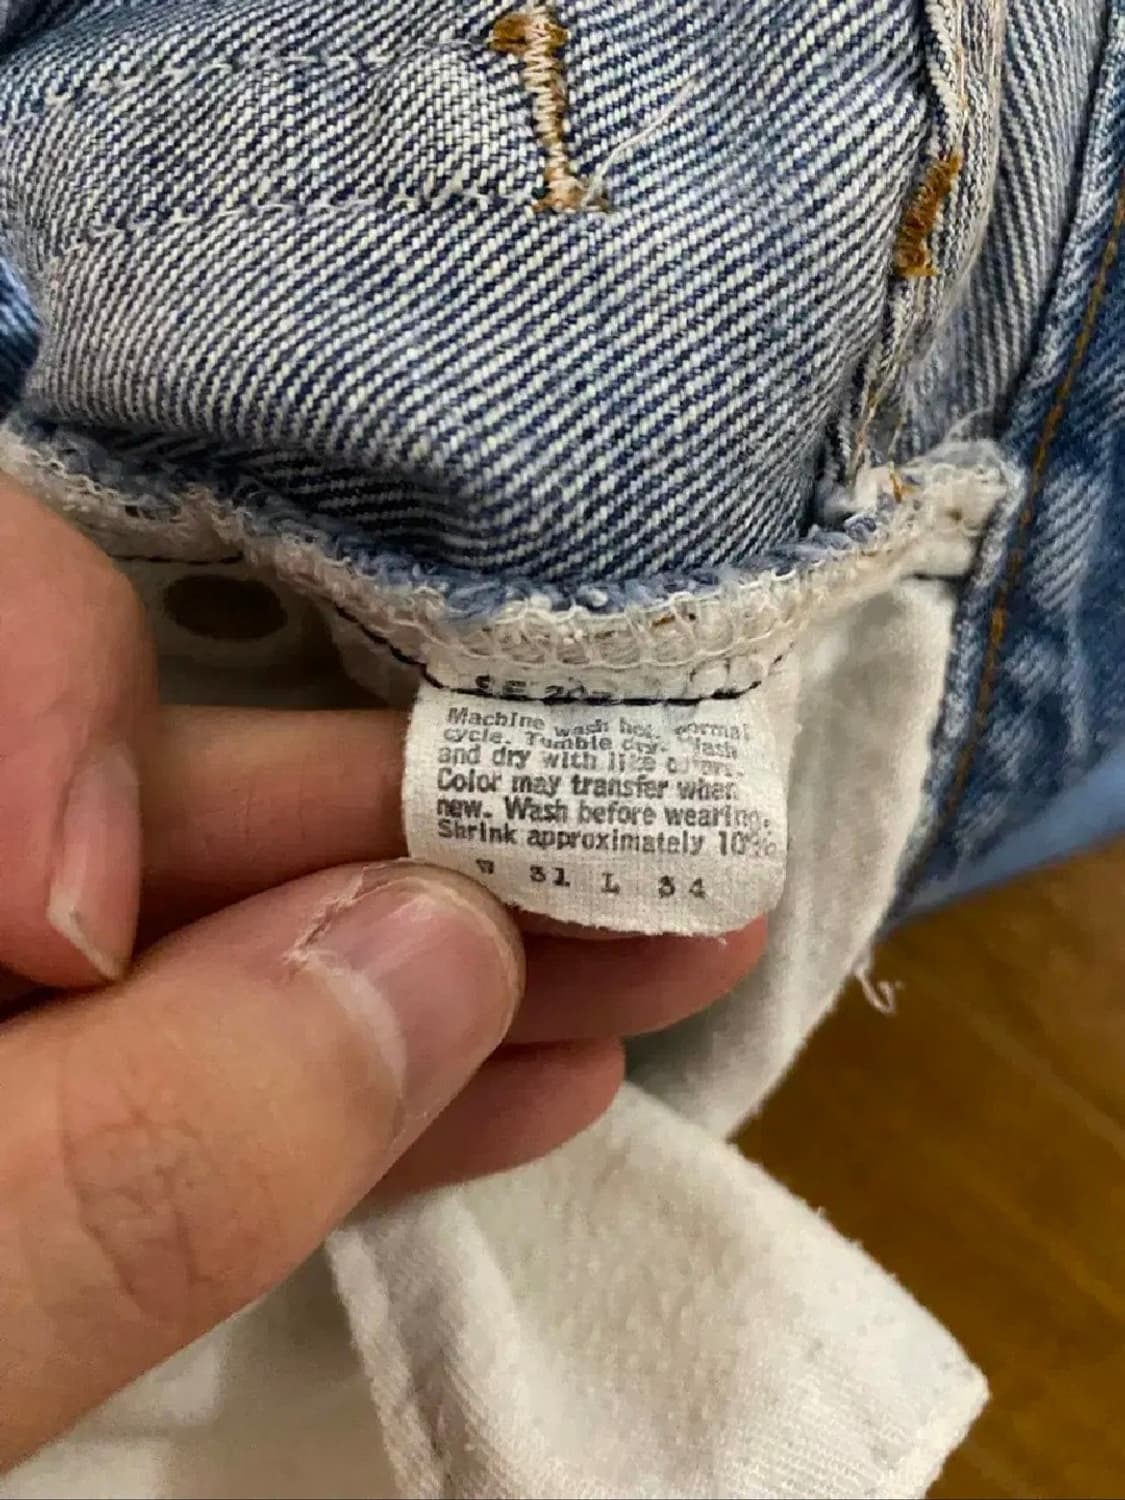 Machine wash hot, normal
cycle. Tumble dry. Wash
and dry with like colors.
Color may transfer when
new. Wash before wearing.
Shrink approximately 10%
W 31 L 34